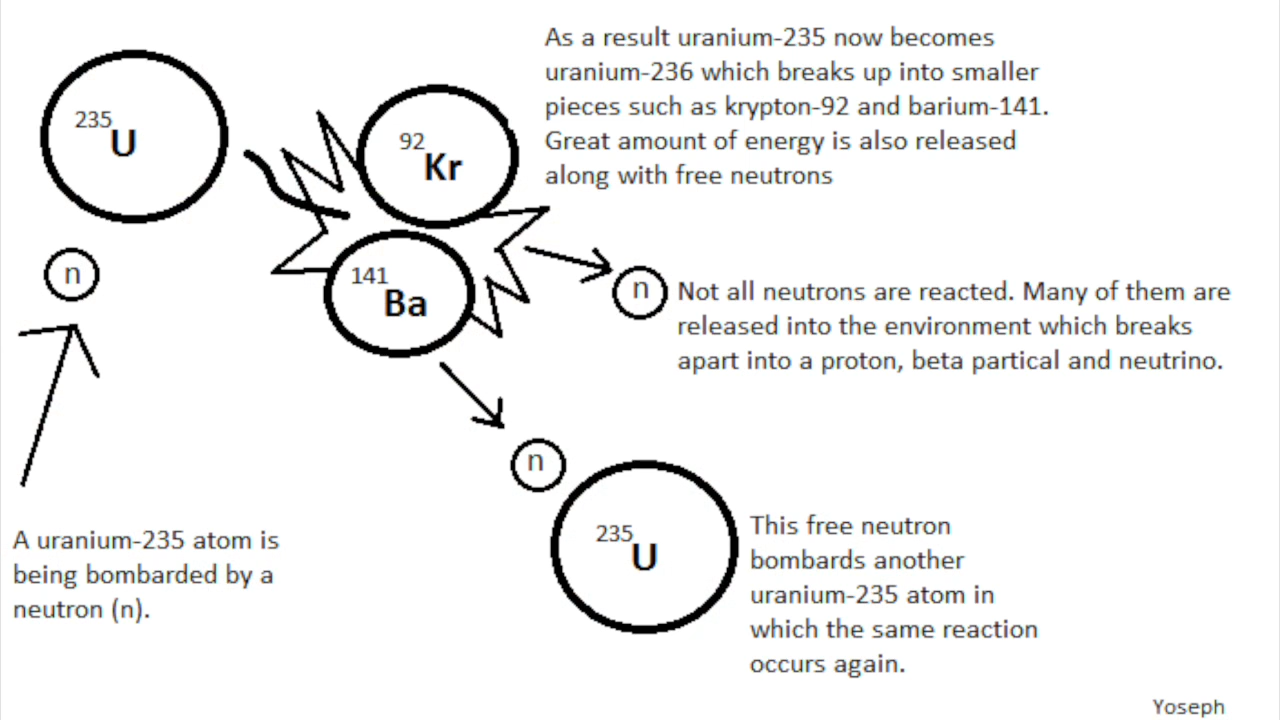 As a result uranium-235 now becomes
uranium-236 which breaks up into smaller
pieces such as krypton-92 and barium-141.
Great amount of energy is also released
along with free neutrons
235
U
92
Kr
n
141
Ba
n
Not all neutrons are reacted. Many of them are
released into the environment which breaks
apart into a proton, beta partical and neutrino.
A uranium-235 atom is
being bombarded by a
neutron (n).
n
235
U
This free neutron
bombards another
uranium-235 atom in
which the same reaction
occurs again.
Yoseph